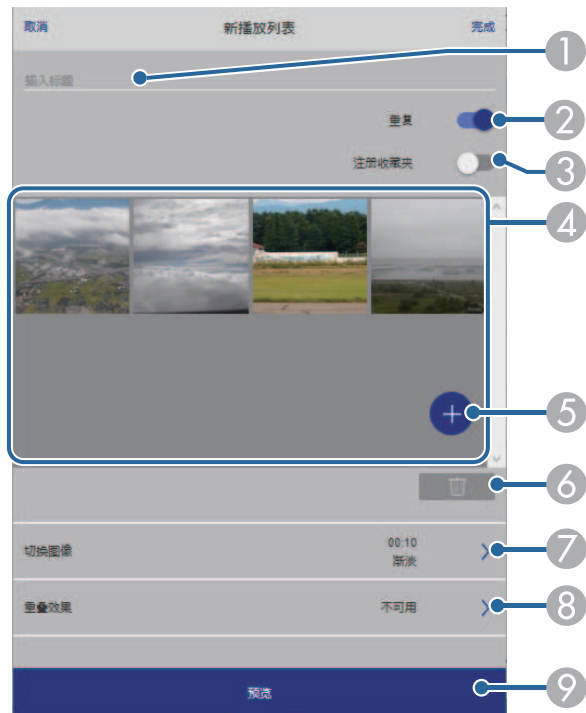 取消 新播放列表 完成
1
输入标题
重复
2
注册收藏夹
3
4
5
6
切换图像 00:10
渐淡
7
重叠效果 不可用
8
预览
9